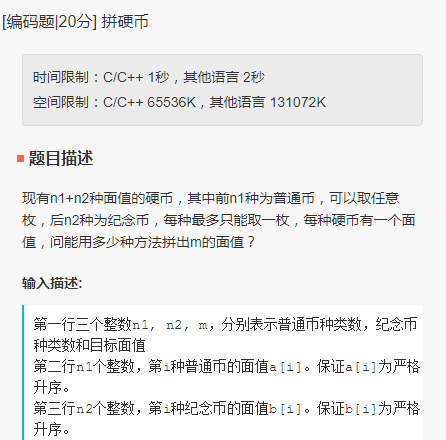 [编码题|20分] 拼硬币
时间限制：C/C++ 1秒，其他语言 2秒
空间限制：C/C++ 65536K，其他语言 131072K
题目描述
现有n1+n2种面值的硬币，其中前n1种为普通币，可以取任意
枚，后n2种为纪念币，每种最多只能取一枚，每种硬币有一个面
值，问能用多少种方法拼出m的面值？
输入描述:
第一行三个整数n1, n2, m，分别表示普通币种类数，纪念币
种类数和目标面值
第二行n1个整数，第i种普通币的面值a[i]。保证a[i]为严格
升序。
第三行n2个整数，第i种纪念币的面值b[i]。保证b[i]为严格
升序。